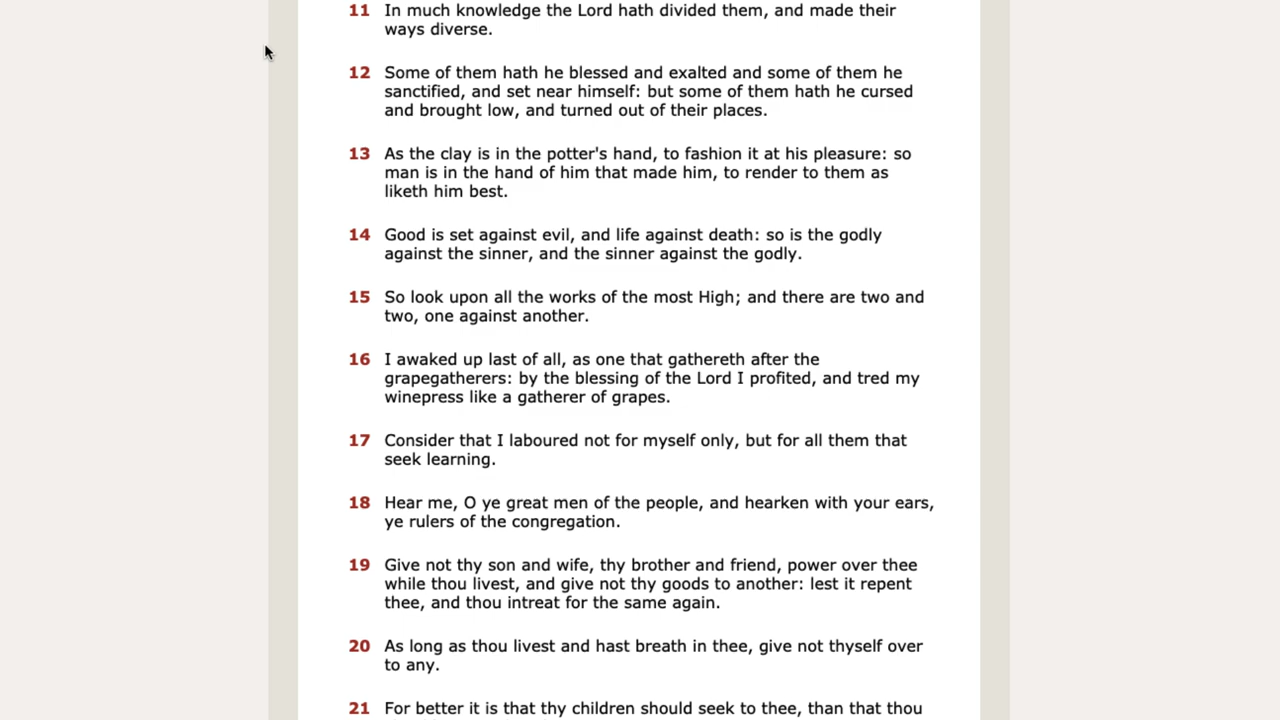 11 In much knowledge the Lord hath divided them, and made their
ways diverse.
12 Some of them hath he blessed and exalted and some of them he
sanctified, and set near himself: but some of them hath he cursed
and brought low, and turned out of their places.
13 As the clay is in the potter's hand, to fashion it at his pleasure: so
man is in the hand of him that made him, to render to them as
liketh him best.
14 Good is set against evil, and life against death: so is the godly
against the sinner, and the sinner against the godly.
15 So look upon all the works of the most High; and there are two and
two, one against another.
16 I awaked up last of all, as one that gathereth after the
grapegatherers: by the blessing of the Lord I profited, and tred my
winepress like a gatherer of grapes.
17 Consider that I laboured not for myself only, but for all them that
seek learning.
18 Hear me, O ye great men of the people, and hearken with your ears,
ye rulers of the congregation.
19 Give not thy son and wife, thy brother and friend, power over thee
while thou livest, and give not thy goods to another: lest it repent
thee, and thou intreat for the same again.
20 As long as thou livest and hast breath in thee, give not thyself over
to any.
21 For better it is that thy children should seek to thee, than that thou